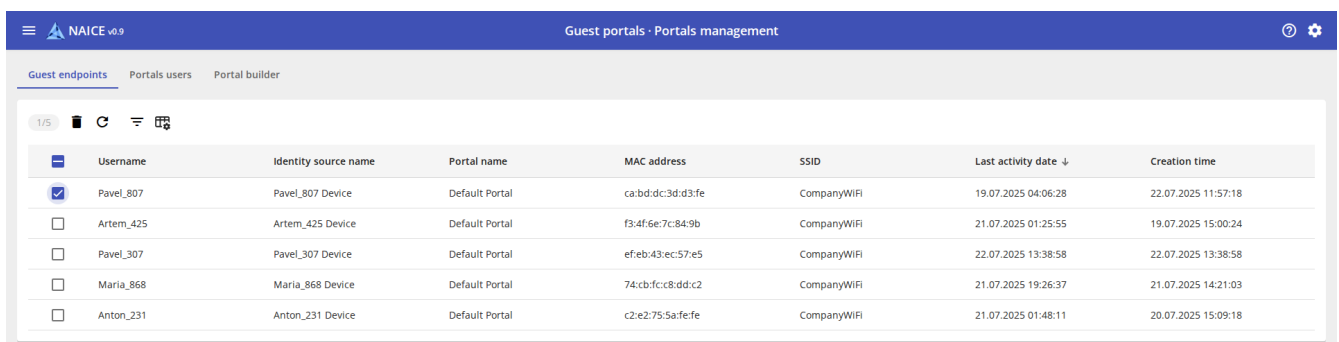 NAICE v0.9 Guest portals · Portals management
Guest endpoints Portals users Portal builder
1/5
Username Identity source name Portal name MAC address SSID Last activity date Creation time
Pavel_807 Pavel_807 Device Default Portal ca:bd:dc:3d:d3:fe CompanyWiFi 19.07.2025 04:06:28 22.07.2025 11:57:18
Artem_425 Artem_425 Device Default Portal f3:4f:6e:7c:84:9b CompanyWiFi 21.07.2025 01:25:55 19.07.2025 15:00:24
Pavel_307 Pavel_307 Device Default Portal ef:eb:43:ec:57:e5 CompanyWiFi 22.07.2025 13:38:58 22.07.2025 13:38:58
Maria_868 Maria_868 Device Default Portal 74:cb:fc:c8:dd:c2 CompanyWiFi 21.07.2025 19:26:37 21.07.2025 14:21:03
Anton_231 Anton_231 Device Default Portal c2:e2:75:5a:fe:fe CompanyWiFi 21.07.2025 01:48:11 20.07.2025 15:09:18